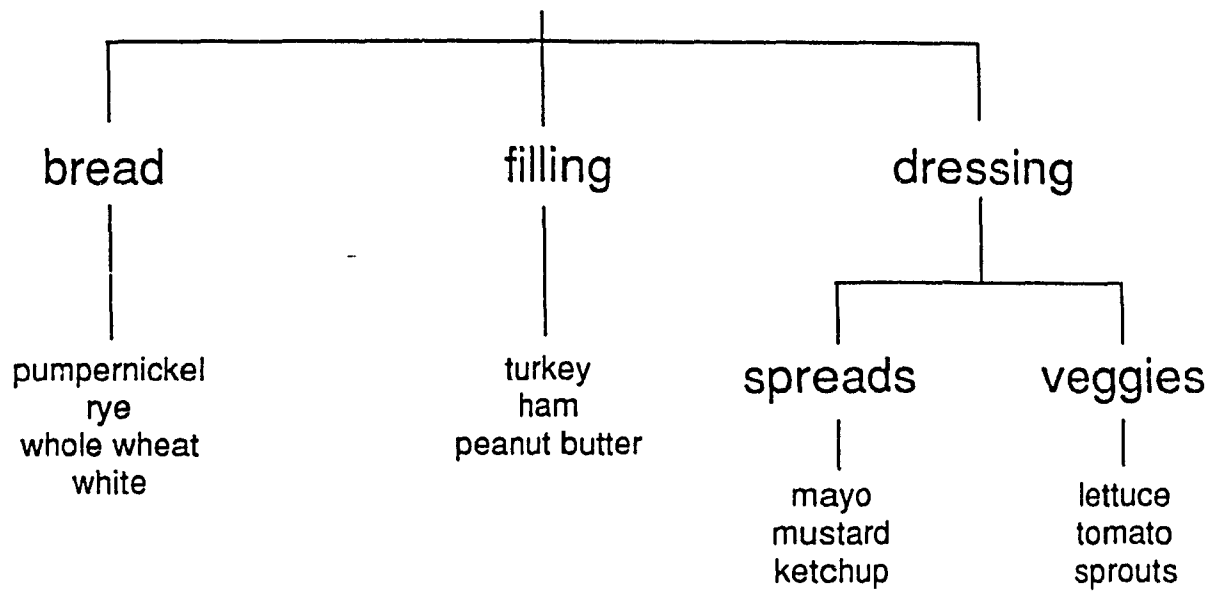 bread
filling
dressing
pumpernickel
rye
whole wheat
white
turkey
ham
peanut butter
spreads
veggies
mayo
mustard
ketchup
lettuce
tomato
sprouts